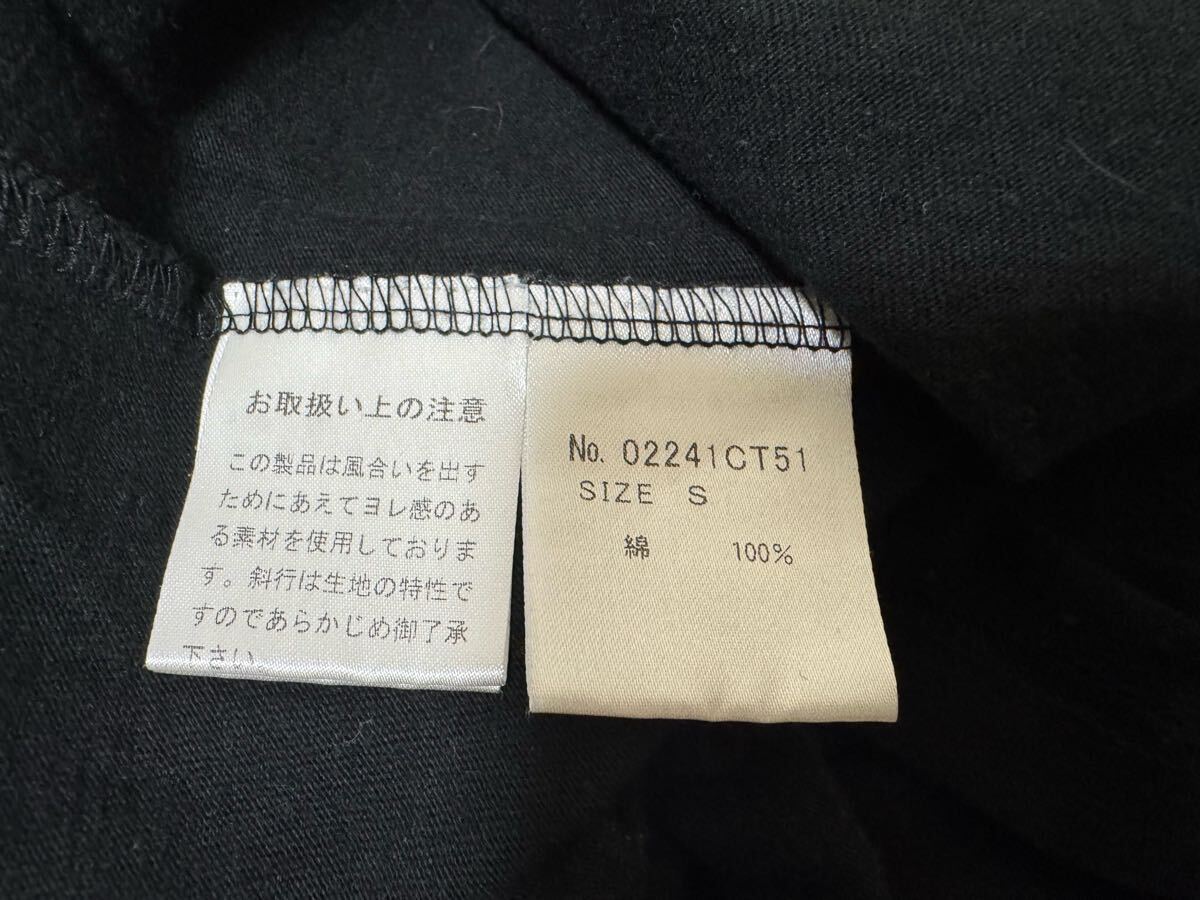 お取扱い上の注意
この製品は風合いを出す
ためにあえてヨレ感のあ
る素材を使用しておりま
す。斜行は生地の特性で
すのであらかじめ御了承
下さい。
No. 02241CT51
SIZE S
綿 100%